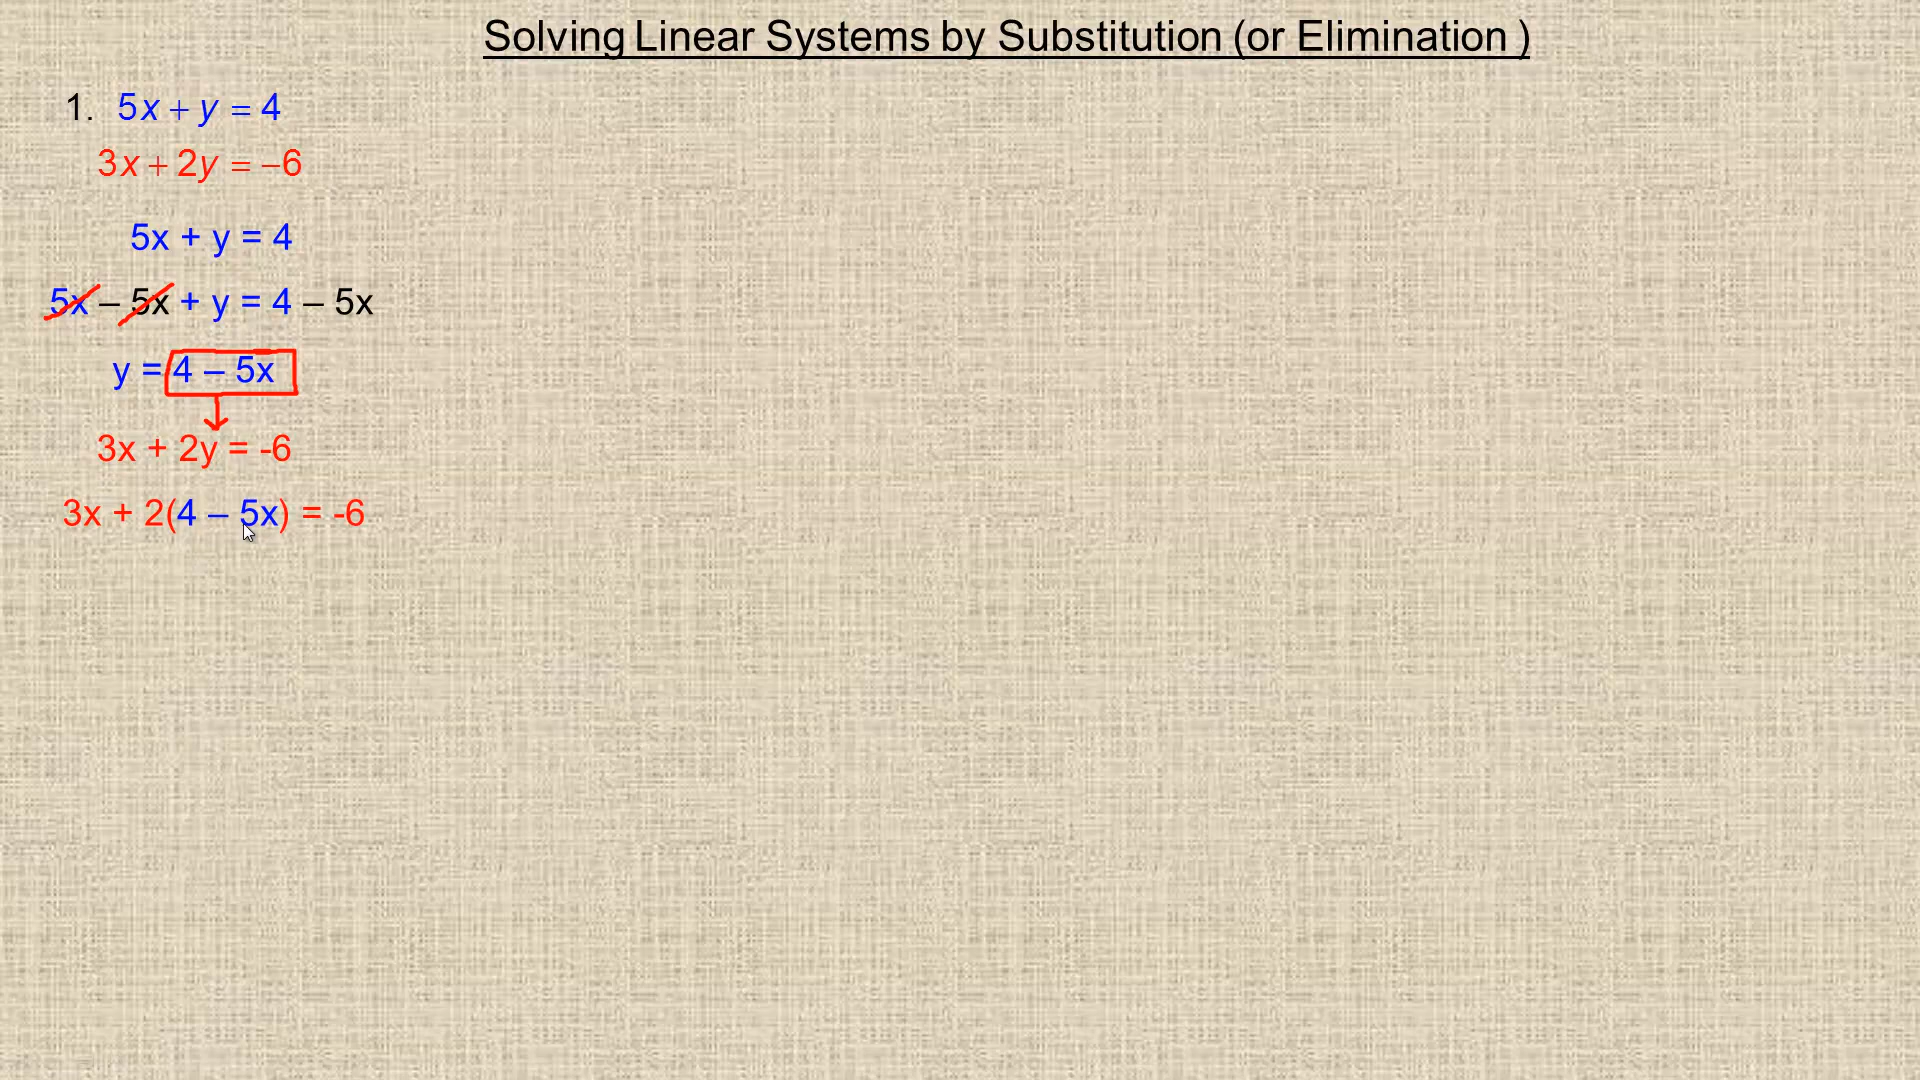 Solving Linear Systems by Substitution (or Elimination )
1. 5x + y = 4
3x + 2y = −6
5x + y = 4
5x – 5x + y = 4 – 5x
y = 4 – 5x
3x + 2y = -6
3x + 2(4 – 5x) = -6